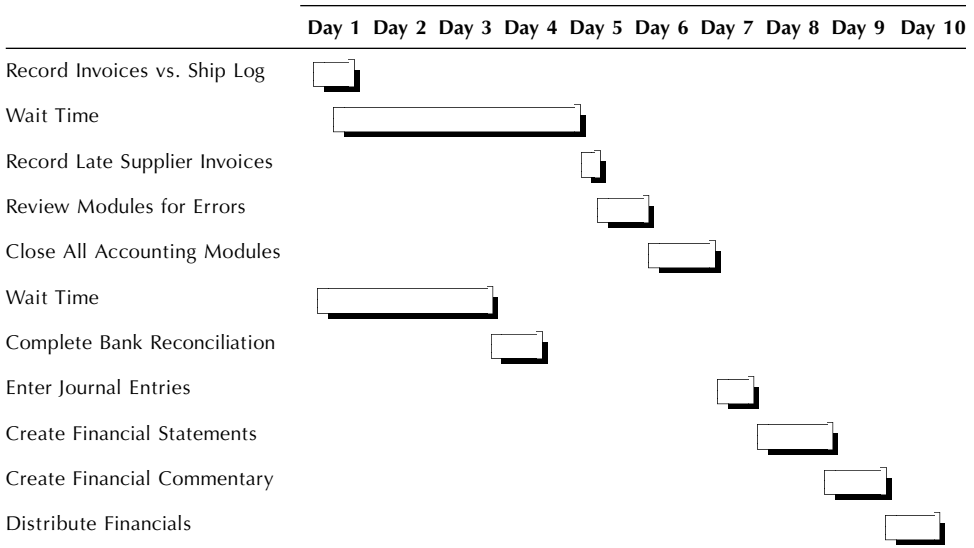 Day 1 Day 2 Day 3 Day 4 Day 5 Day 6 Day 7 Day 8 Day 9 Day 10
Record Invoices vs. Ship Log
Wait Time
Record Late Supplier Invoices
Review Modules for Errors
Close All Accounting Modules
Wait Time
Complete Bank Reconciliation
Enter Journal Entries
Create Financial Statements
Create Financial Commentary
Distribute Financials